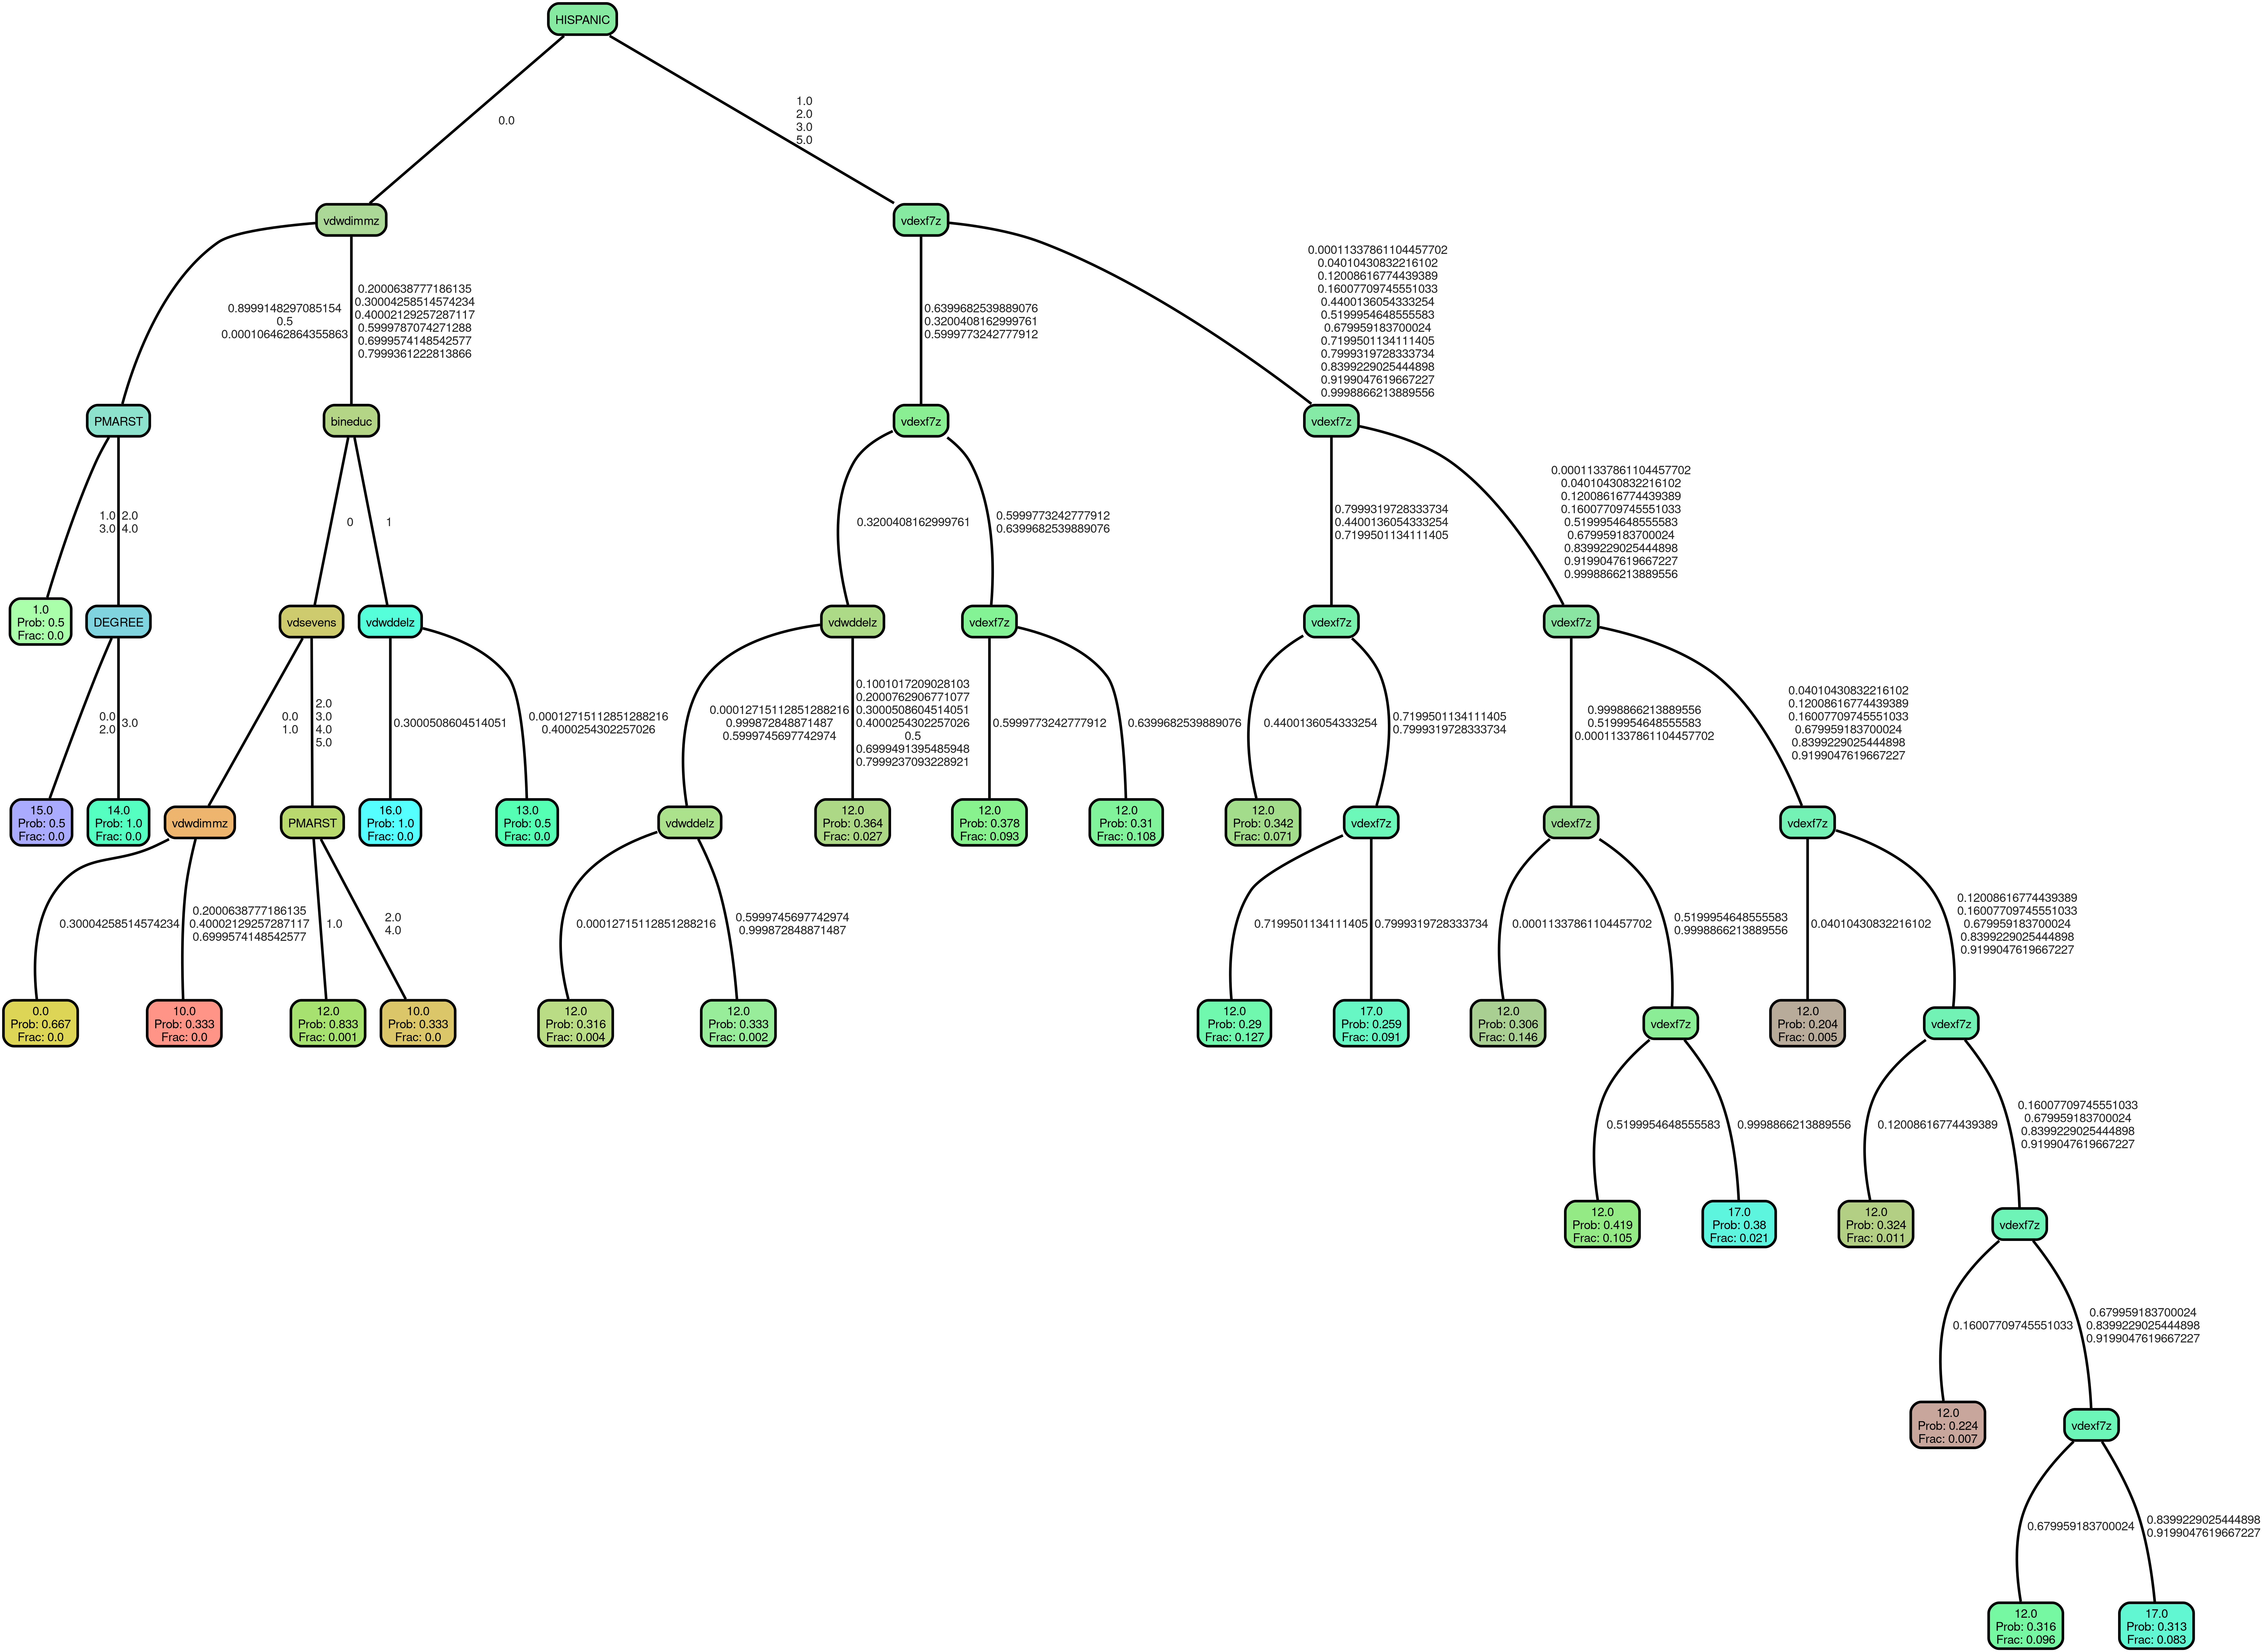 HISPANIC
0.0
1.0
2.0
3.0
5.0
vdwdimmz
vdexf7z
0.8999148297085154
0.5
0.000106462864355863
0.2000638777186135
0.30004258514574234
0.40002129257287117
0.5999787074271288
0.6999574148542577
0.7999361222813866
0.6399682539889076
0.3200408162999761
0.5999773242777912
0.00011337861104457702
0.04010430832216102
0.12008616774439389
0.16007709745551033
0.4400136054333254
0.5199954648555583
0.679959183700024
0.7199501134111405
0.7999319728333734
0.8399229025444898
0.9199047619667227
0.9998866213889556
PMARST
bineduc
vdexf7z
vdexf7z
1.0
3.0
2.0
4.0
0
1
0.3200408162999761
0.5999773242777912
0.6399682539889076
0.7999319728333734
0.4400136054333254
0.7199501134111405
0.00011337861104457702
0.04010430832216102
0.12008616774439389
0.16007709745551033
0.5199954648555583
0.679959183700024
0.8399229025444898
0.9199047619667227
0.9998866213889556
1.0
Prob: 0.5
Frac: 0.0
DEGREE
vdsevens
vdwddelz
vdwddelz
vdexf7z
vdexf7z
vdexf7z
0.0
2.0
3.0
0.0
1.0
2.0
3.0
4.0
5.0
0.3000508604514051
0.00012715112851288216
0.4000254302257026
0.00012715112851288216
0.999872848871487
0.5999745697742974
0.1001017209028103
0.2000762906771077
0.3000508604514051
0.4000254302257026
0.5
0.6999491395485948
0.7999237093228921
0.5999773242777912
0.6399682539889076
0.4400136054333254
0.7199501134111405
0.7999319728333734
0.9998866213889556
0.5199954648555583
0.00011337861104457702
0.04010430832216102
0.12008616774439389
0.16007709745551033
0.679959183700024
0.8399229025444898
0.9199047619667227
15.0
Prob: 0.5
Frac: 0.0
14.0
Prob: 1.0
Frac: 0.0
vdwdimmz
PMARST
16.0
Prob: 1.0
Frac: 0.0
13.0
Prob: 0.5
Frac: 0.0
vdwddelz
12.0
Prob: 0.364
Frac: 0.027
12.0
Prob: 0.378
Frac: 0.093
12.0
Prob: 0.31
Frac: 0.108
12.0
Prob: 0.342
Frac: 0.071
vdexf7z
vdexf7z
vdexf7z
0.30004258514574234
0.2000638777186135
0.40002129257287117
0.6999574148542577
1.0
2.0
4.0
0.00012715112851288216
0.5999745697742974
0.999872848871487
0.7199501134111405
0.7999319728333734
0.00011337861104457702
0.5199954648555583
0.9998866213889556
0.04010430832216102
0.12008616774439389
0.16007709745551033
0.679959183700024
0.8399229025444898
0.9199047619667227
0.0
Prob: 0.667
Frac: 0.0
10.0
Prob: 0.333
Frac: 0.0
12.0
Prob: 0.833
Frac: 0.001
10.0
Prob: 0.333
Frac: 0.0
12.0
Prob: 0.316
Frac: 0.004
12.0
Prob: 0.333
Frac: 0.002
12.0
Prob: 0.29
Frac: 0.127
17.0
Prob: 0.259
Frac: 0.091
12.0
Prob: 0.306
Frac: 0.146
vdexf7z
12.0
Prob: 0.204
Frac: 0.005
vdexf7z
0.5199954648555583
0.9998866213889556
0.12008616774439389
0.16007709745551033
0.679959183700024
0.8399229025444898
0.9199047619667227
12.0
Prob: 0.419
Frac: 0.105
17.0
Prob: 0.38
Frac: 0.021
12.0
Prob: 0.324
Frac: 0.011
vdexf7z
0.16007709745551033
0.679959183700024
0.8399229025444898
0.9199047619667227
12.0
Prob: 0.224
Frac: 0.007
vdexf7z
0.679959183700024
0.8399229025444898
0.9199047619667227
12.0
Prob: 0.316
Frac: 0.096
17.0
Prob: 0.313
Frac: 0.083